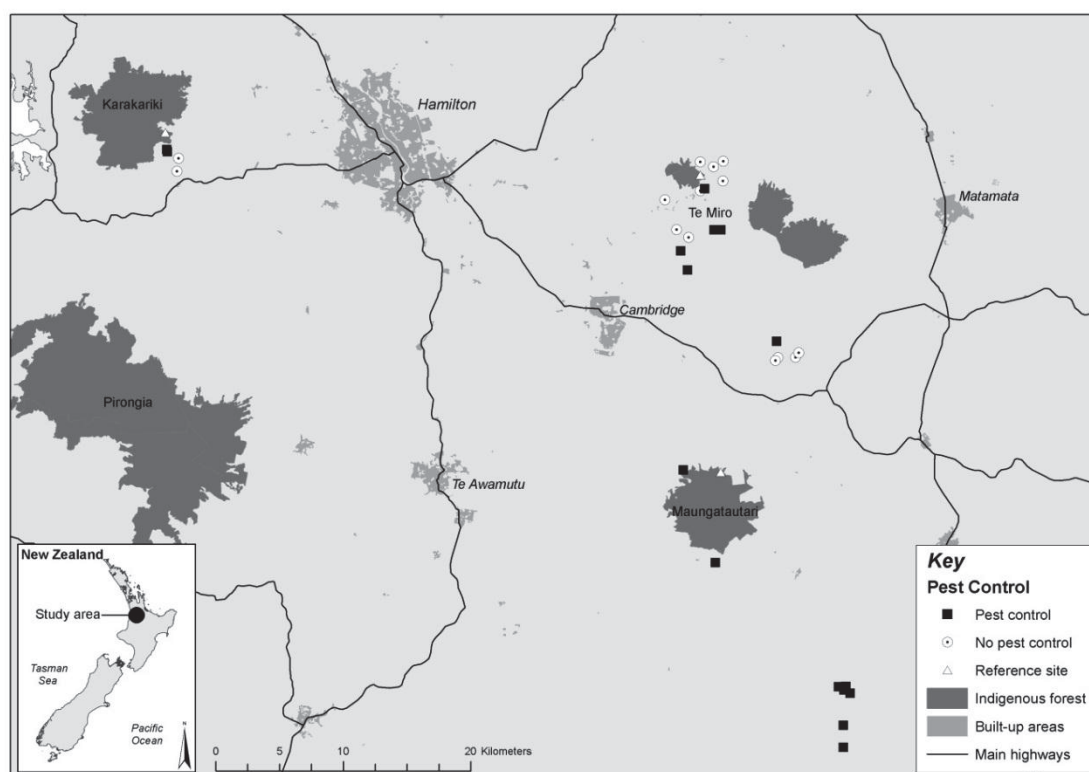 Karakariki
Hamilton
Te Miro
Matamata
Cambridge
Pirongia
Te Awamutu
Maungatautari
New Zealand
Study area
Tasman
Sea
Pacific
Ocean
N
0 5 10 20 Kilometers
Key
Pest Control
Pest control
No pest control
Reference site
Indigenous forest
Built-up areas
Main highways